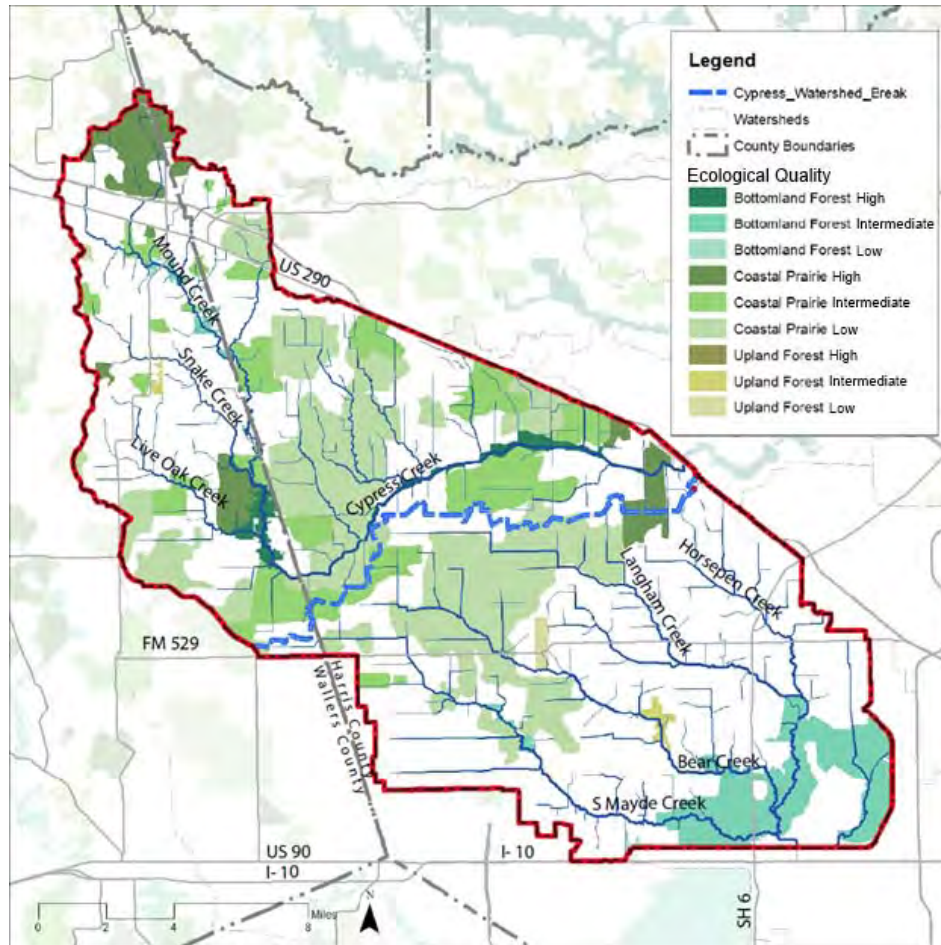 Legend
Cypress_Watershed_Break
Watersheds
County Boundaries
Ecological Quality
Bottomland Forest High
Bottomland Forest Intermediate
Bottomland Forest Low
Coastal Prairie High
Coastal Prairie Intermediate
Coastal Prairie Low
Upland Forest High
Upland Forest Intermediate
Upland Forest Low
Mound Creek
US 290
Snake Creek
Live Oak Creek
Cypress Creek
Horsepen Creek
Langham Creek
FM 529
Harris County
Wallers County
Bear Creek
S Mayde Creek
US 90
I-10
I-10
SH 6
N
0 2 4 8
Miles